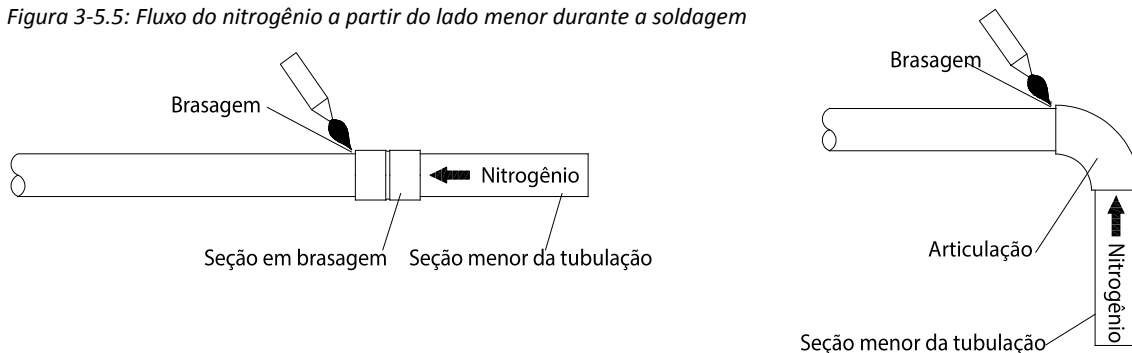 Figura 3-5.5: Fluxo do nitrogênio a partir do lado menor durante a soldagem
Brasagem
Nitrogênio
Seção em brasagem
Seção menor da tubulação
Brasagem
Articulação
Nitrogênio
Seção menor da tubulação